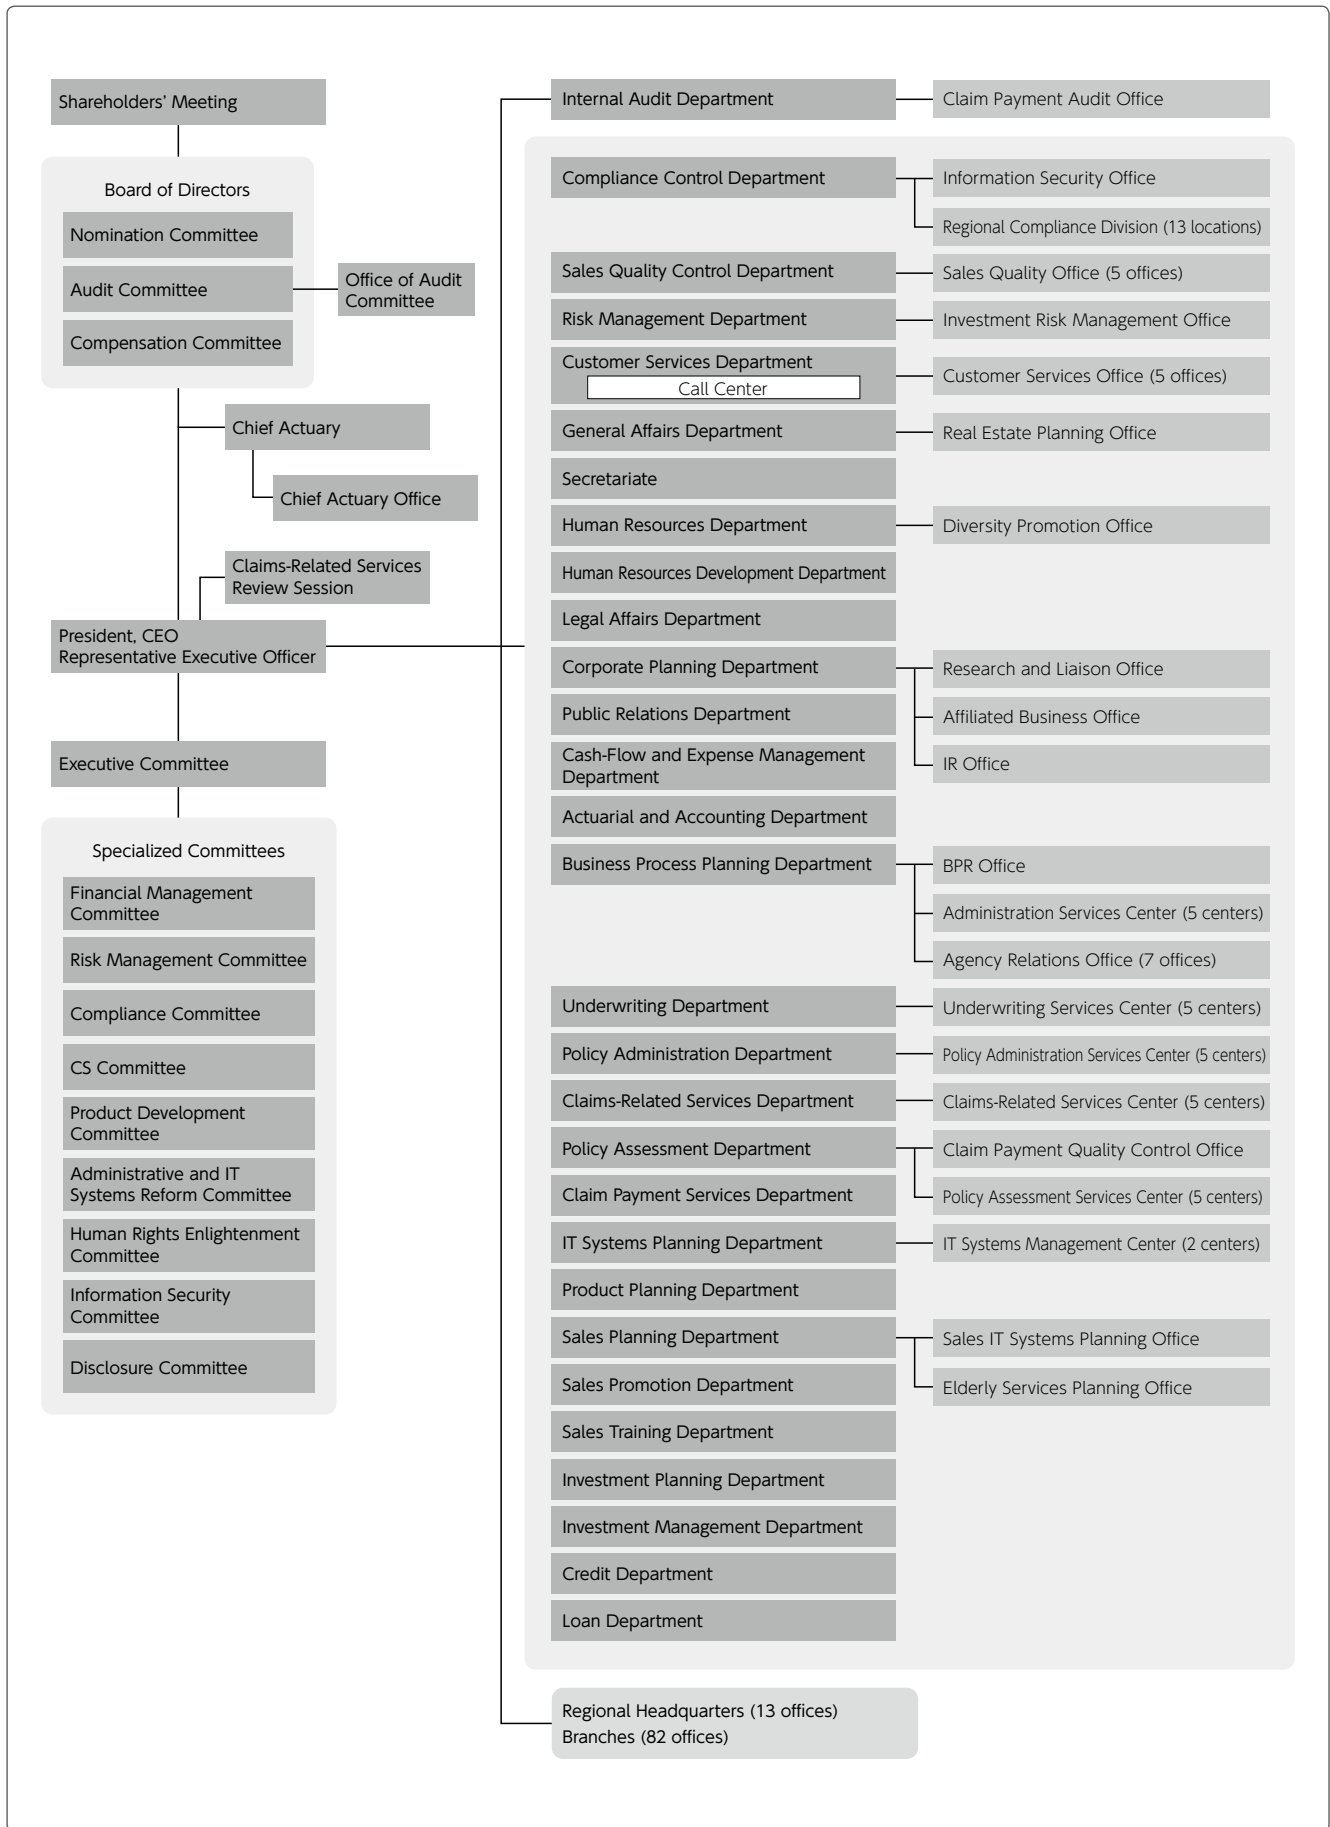 Shareholders' Meeting
Board of Directors
Nomination Committee
Audit Committee
Office of Audit
Committee
Compensation Committee
Chief Actuary
Chief Actuary Office
Claims-Related Services
Review Session
President, CEO
Representative Executive Officer
Executive Committee
Specialized Committees
Financial Management
Committee
Risk Management Committee
Compliance Committee
CS Committee
Product Development
Committee
Administrative and IT
Systems Reform Committee
Human Rights Enlightenment
Committee
Information Security
Committee
Disclosure Committee
Internal Audit Department
Claim Payment Audit Office
Compliance Control Department
Information Security Office
Regional Compliance Division (13 locations)
Sales Quality Control Department
Sales Quality Office (5 offices)
Risk Management Department
Investment Risk Management Office
Customer Services Department
Call Center
Customer Services Office (5 offices)
General Affairs Department
Real Estate Planning Office
Secretariate
Human Resources Department
Diversity Promotion Office
Human Resources Development Department
Legal Affairs Department
Corporate Planning Department
Research and Liaison Office
Public Relations Department
Affiliated Business Office
Cash-Flow and Expense Management
Department
IR Office
Actuarial and Accounting Department
Business Process Planning Department
BPR Office
Administration Services Center (5 centers)
Agency Relations Office (7 offices)
Underwriting Department
Underwriting Services Center (5 centers)
Policy Administration Department
Policy Administration Services Center (5 centers)
Claims-Related Services Department
Claims-Related Services Center (5 centers)
Policy Assessment Department
Claim Payment Quality Control Office
Claim Payment Services Department
Policy Assessment Services Center (5 centers)
IT Systems Planning Department
IT Systems Management Center (2 centers)
Product Planning Department
Sales Planning Department
Sales IT Systems Planning Office
Sales Promotion Department
Elderly Services Planning Office
Sales Training Department
Investment Planning Department
Investment Management Department
Credit Department
Loan Department
Regional Headquarters (13 offices)
Branches (82 offices)